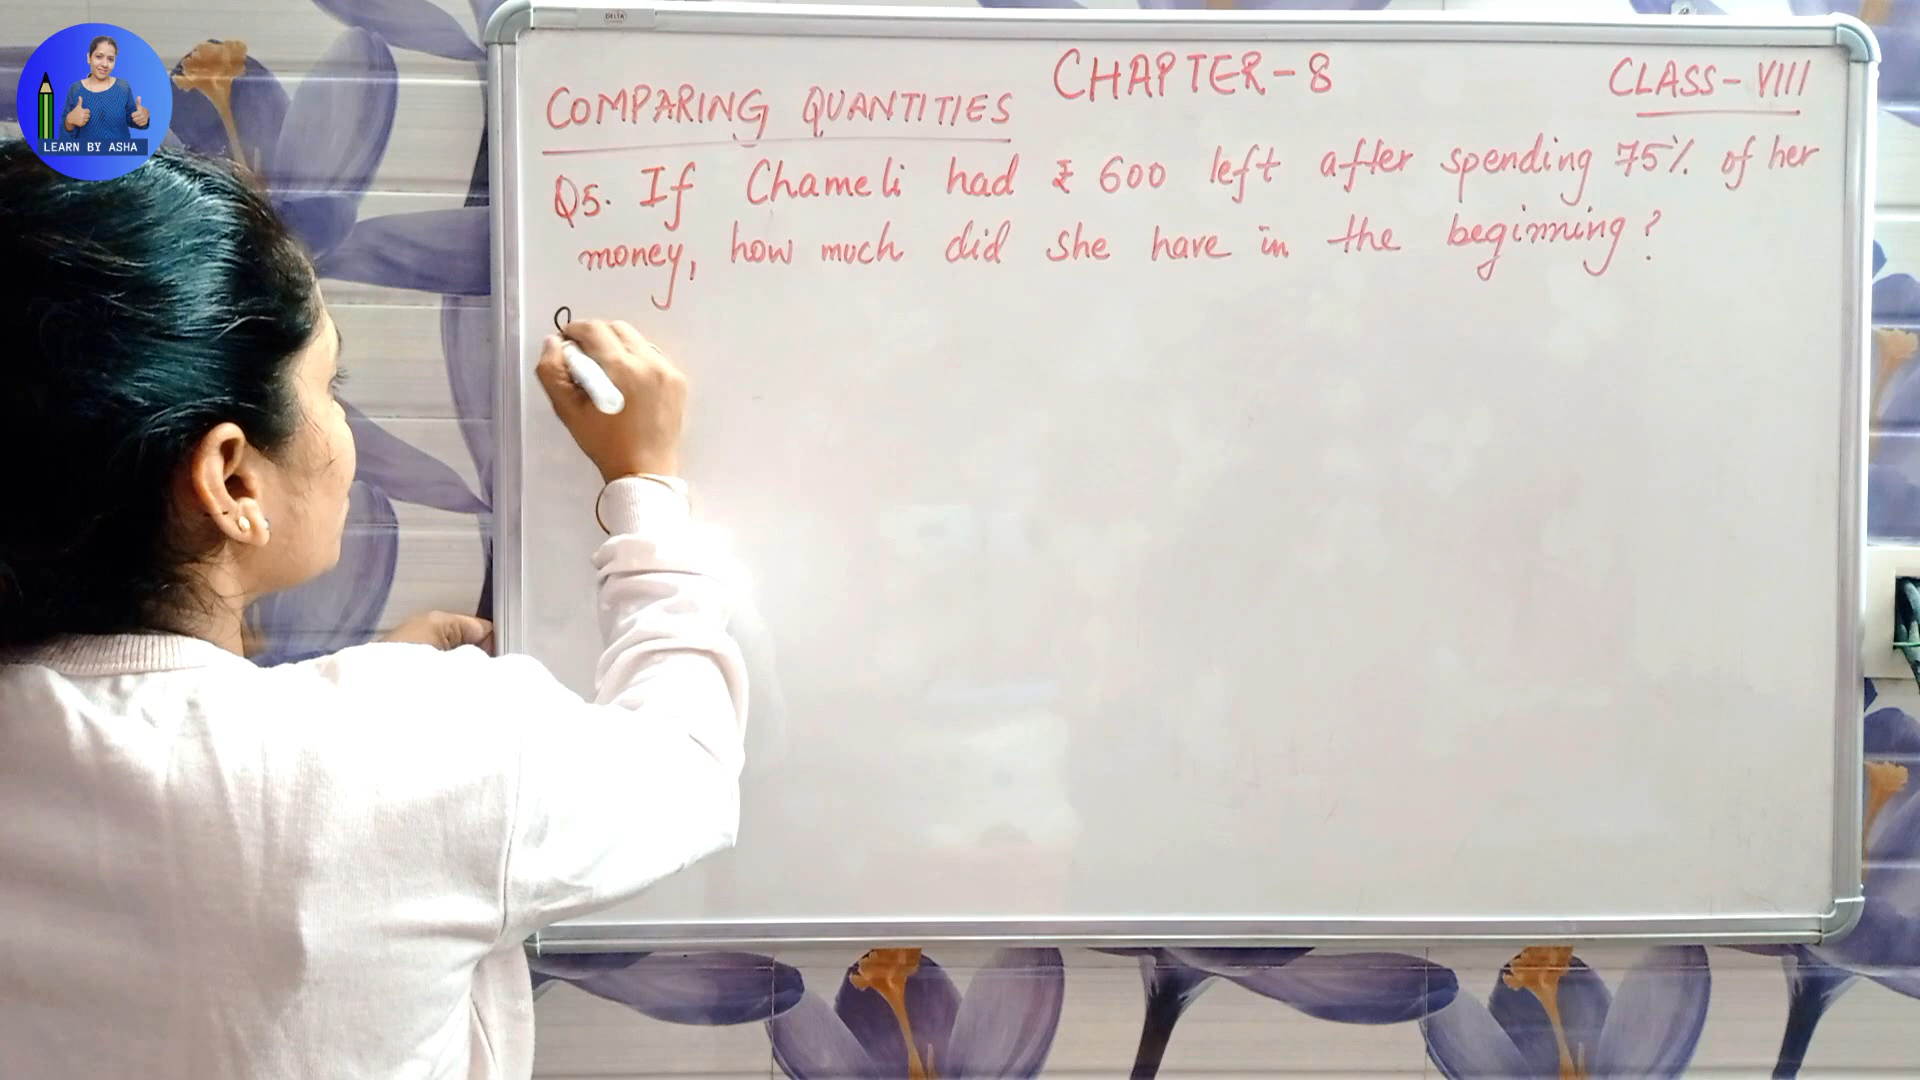 DELTA
LEARN BY ASHA
CHAPTER-8
CLASS-VIII
COMPARING QUANTITIES
Q5. If Chameli had ₹ 600 left after spending 75% of her
money, how much did she have in the beginning?